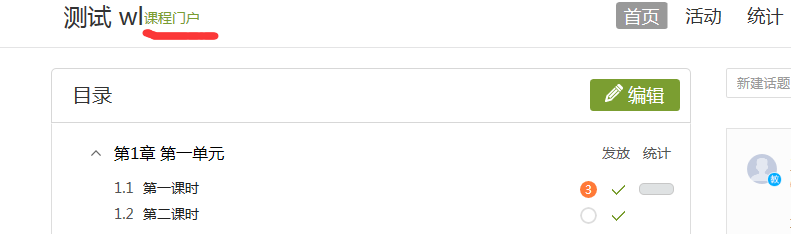 测试 wl课程门户
首页 活动 统计
目录
编辑
新建话题
第1章 第一单元 发放 统计
1.1 第一课时 3
1.2 第二课时
教